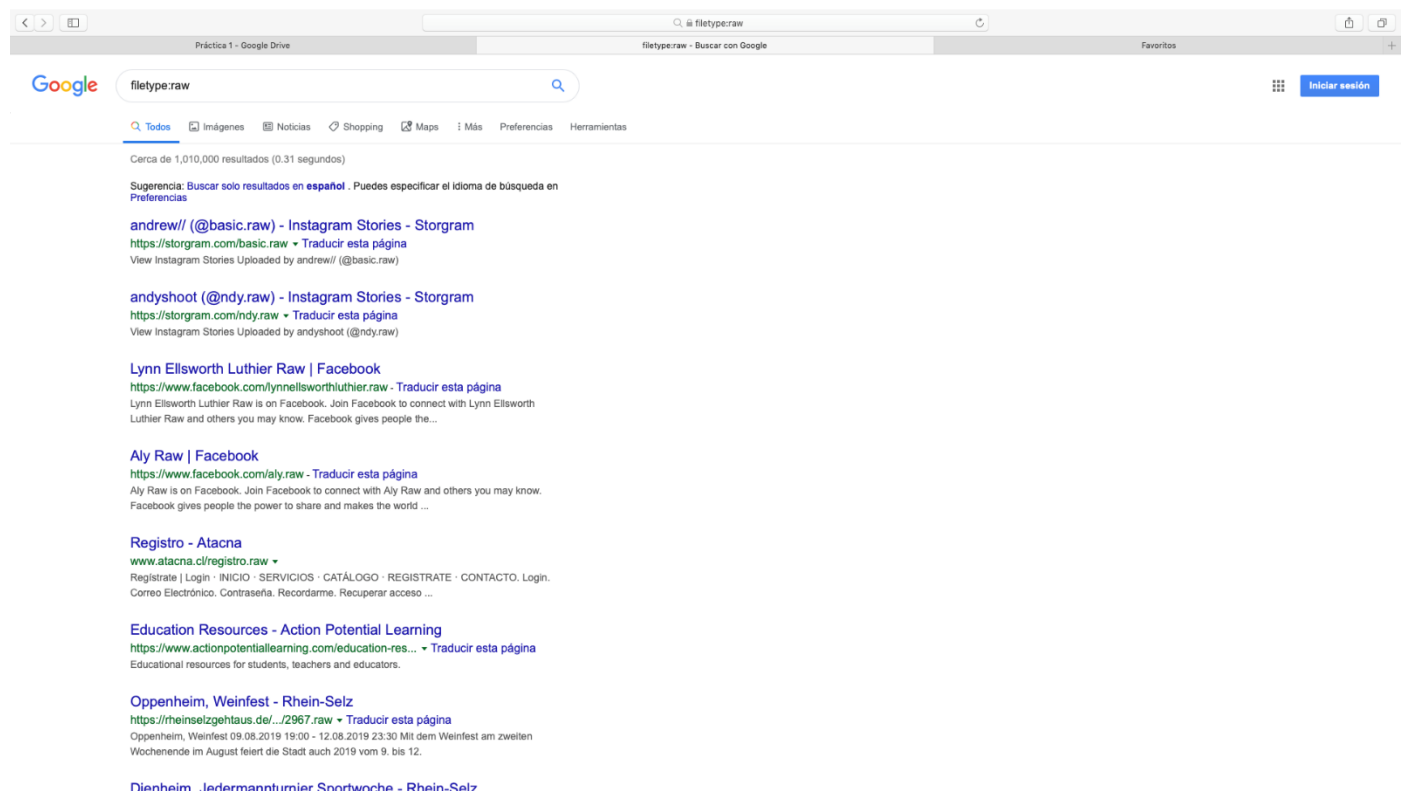 filetype:raw
Práctica 1 - Google Drive
filetype:raw - Buscar con Google
Favoritos
Google
filetype:raw
Iniciar sesión
Todos Imágenes Noticias Shopping Maps Más Preferencias Herramientas
Cerca de 1,010,000 resultados (0.31 segundos)
Sugerencia: Buscar solo resultados en español . Puedes especificar el idioma de búsqueda en
Preferencias
andrew// (@basic.raw) - Instagram Stories - Storgram
https://storgram.com/basic.raw Traducir esta página
View Instagram Stories Uploaded by andrew// (@basic.raw)
andyshoot (@ndy.raw) - Instagram Stories - Storgram
https://storgram.com/ndy.raw Traducir esta página
View Instagram Stories Uploaded by andyshoot (@ndy.raw)
Lynn Ellsworth Luthier Raw | Facebook
https://www.facebook.com/lynnellsworthluthier.raw - Traducir esta página
Lynn Ellsworth Luthier Raw is on Facebook. Join Facebook to connect with Lynn Ellsworth
Luthier Raw and others you may know. Facebook gives people the...
Aly Raw | Facebook
https://www.facebook.com/aly.raw - Traducir esta página
Aly Raw is on Facebook. Join Facebook to connect with Aly Raw and others you may know.
Facebook gives people the power to share and makes the world ...
Registro - Atacna
www.atacna.cl/registro.raw
Regístrate | Login · INICIO · SERVICIOS · CATÁLOGO · REGISTRATE · CONTACTO. Login.
Correo Electrónico. Contraseña. Recordarme. Recuperar acceso ...
Education Resources - Action Potential Learning
https://www.actionpotentiallearning.com/education-res... Traducir esta página
Educational resources for students, teachers and educators.
Oppenheim, Weinfest - Rhein-Selz
https://rheinselzgehtaus.de/.../2967.raw Traducir esta página
Oppenheim, Weinfest 09.08.2019 19:00 - 12.08.2019 23:30 Mit dem Weinfest am zweiten
Wochenende im August feiert die Stadt auch 2019 vom 9. bis 12.
Dienheim, Jedermannturnier Sportwoche - Rhein-Selz